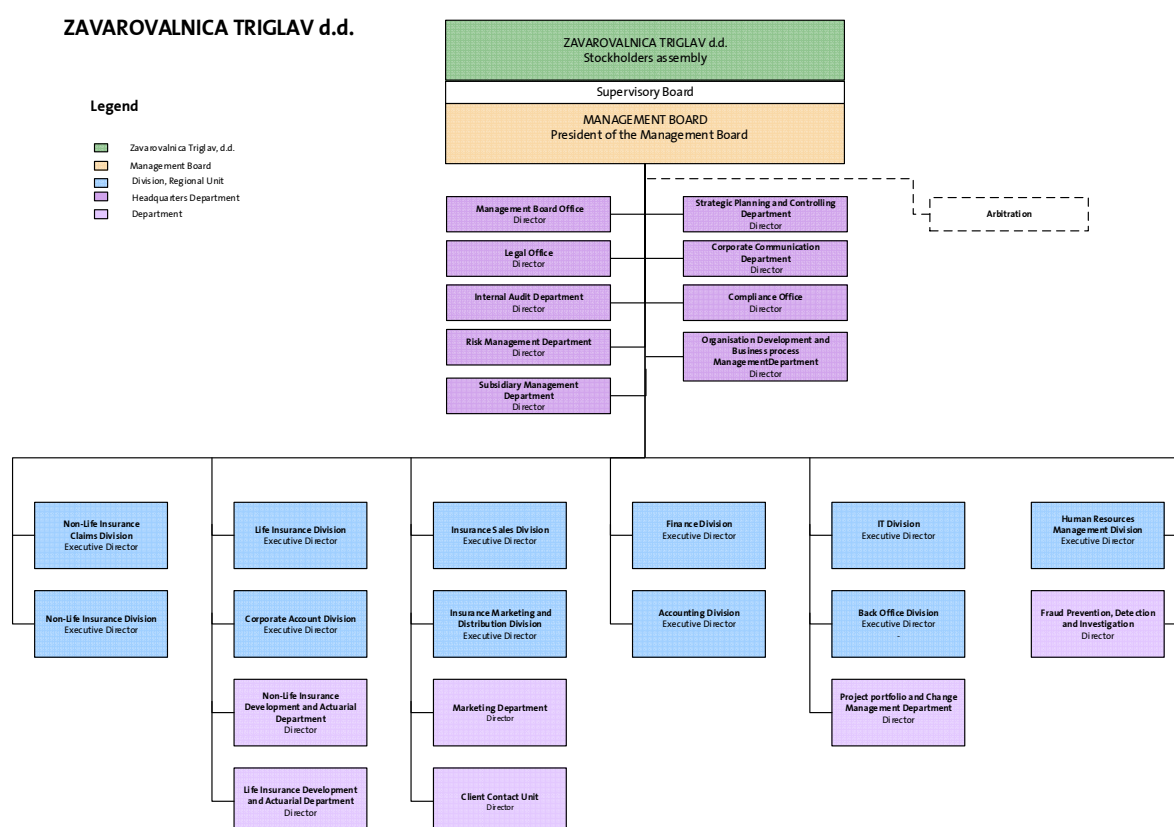 ZAVAROVALNICA TRIGLAV d.d.
ZAVAROVALNICA TRIGLAV d.d.
Stockholders assembly
Supervisory Board
MANAGEMENT BOARD
President of the Management Board
Legend
Zavarovalnica Triglav, d.d.
Management Board
Division, Regional Unit
Headquarters Department
Department
Arbitration
Management Board Office
Director
Strategic Planning and Controlling
Department
Director
Legal Office
Director
Corporate Communication
Department
Director
Internal Audit Department
Director
Compliance Office
Director
Risk Management Department
Director
Organisation Development and
Business process
ManagementDepartment
Director
Subsidiary Management
Department
Director
Non-Life Insurance
Claims Division
Executive Director
Life Insurance Division
Executive Director
Insurance Sales Division
Executive Director
Finance Division
Executive Director
IT Division
Executive Director
Human Resources
Management Division
Executive Director
Non-Life Insurance Division
Executive Director
Corporate Account Division
Executive Director
Insurance Marketing and
Distribution Division
Executive Director
Accounting Division
Executive Director
Back Office Division
Executive Director
-
Fraud Prevention, Detection
and Investigation
Director
Non-Life Insurance
Development and Actuarial
Department
Director
Marketing Department
Director
Project portfolio and Change
Management Department
Director
Life Insurance Development
and Actuarial Department
Director
Client Contact Unit
Director